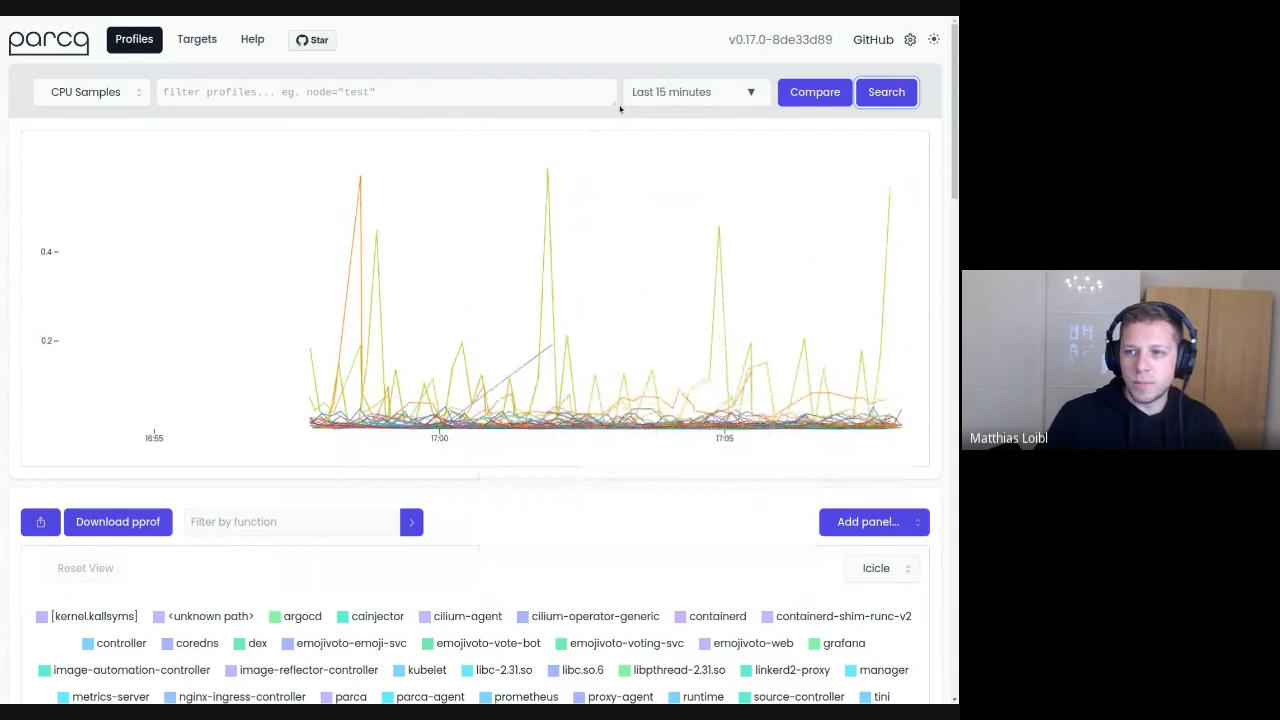 parca Profiles Targets Help Star v0.17.0-8de33d89 GitHub
CPU Samples filter profiles... eg. node="test" Last 15 minutes ▼ Compare Search
0.4
0.2
16:55 17:00 17:05
Download pprof Filter by function Add panel...
Reset View Icicle
[kernel.kallsyms] <unknown path> argocd cainjector cilium-agent cilium-operator-generic containerd containerd-shim-runc-v2
controller coredns dex emojivoto-emoji-svc emojivoto-vote-bot emojivoto-voting-svc emojivoto-web grafana
image-automation-controller image-reflector-controller kubelet libc-2.31.so libc.so.6 libpthread-2.31.so linkerd2-proxy manager
metrics-server nginx-ingress-controller parca parca-agent prometheus proxy-agent runtime source-controller tini
Matthias Loibl